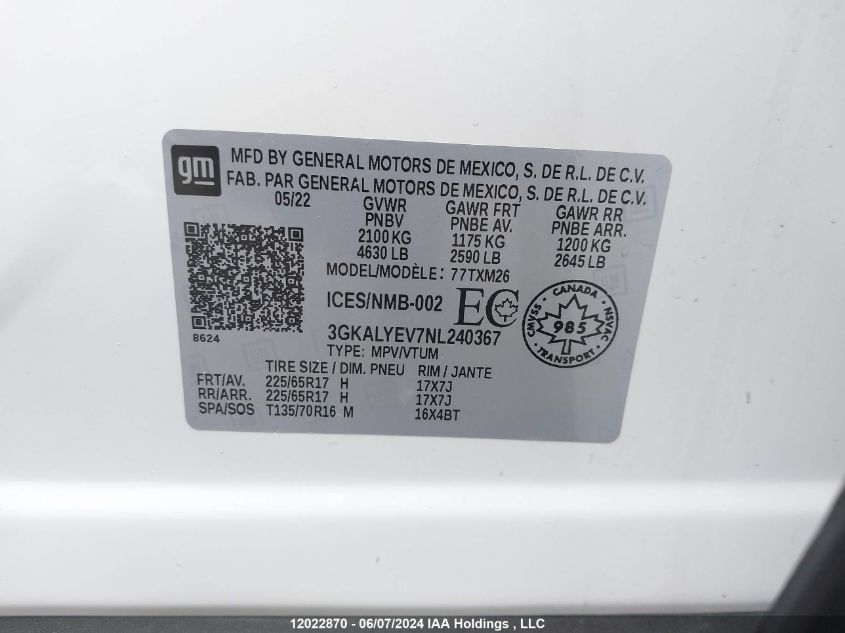 gm
MFD BY GENERAL MOTORS DE MEXICO, S. DE R.L. DE C.V.
FAB. PAR GENERAL MOTORS DE MEXICO, S. DE R.L. DE C.V.
05/22 GVWR GAWR FRT GAWR RR
PNBV PNBE AV. PNBE ARR.
2100 KG 1175 KG 1200 KG
4630 LB 2590 LB 2645 LB
MODEL/MODÈLE: 77TXM26
ICES/NMB-002 EC
8624
3GKALYEV7NL240367
TYPE: MPV/VTUM
CANADA
CMVSS 985 NSVAC
TRANSPORT
TIRE SIZE / DIM. PNEU RIM / JANTE
FRT/AV. 225/65R17 H 17X7J
RR/ARR. 225/65R17 H 17X7J
SPA/SOS T135/70R16 M 16X4BT
12022870 - 06/07/2024 IAA Holdings , LLC